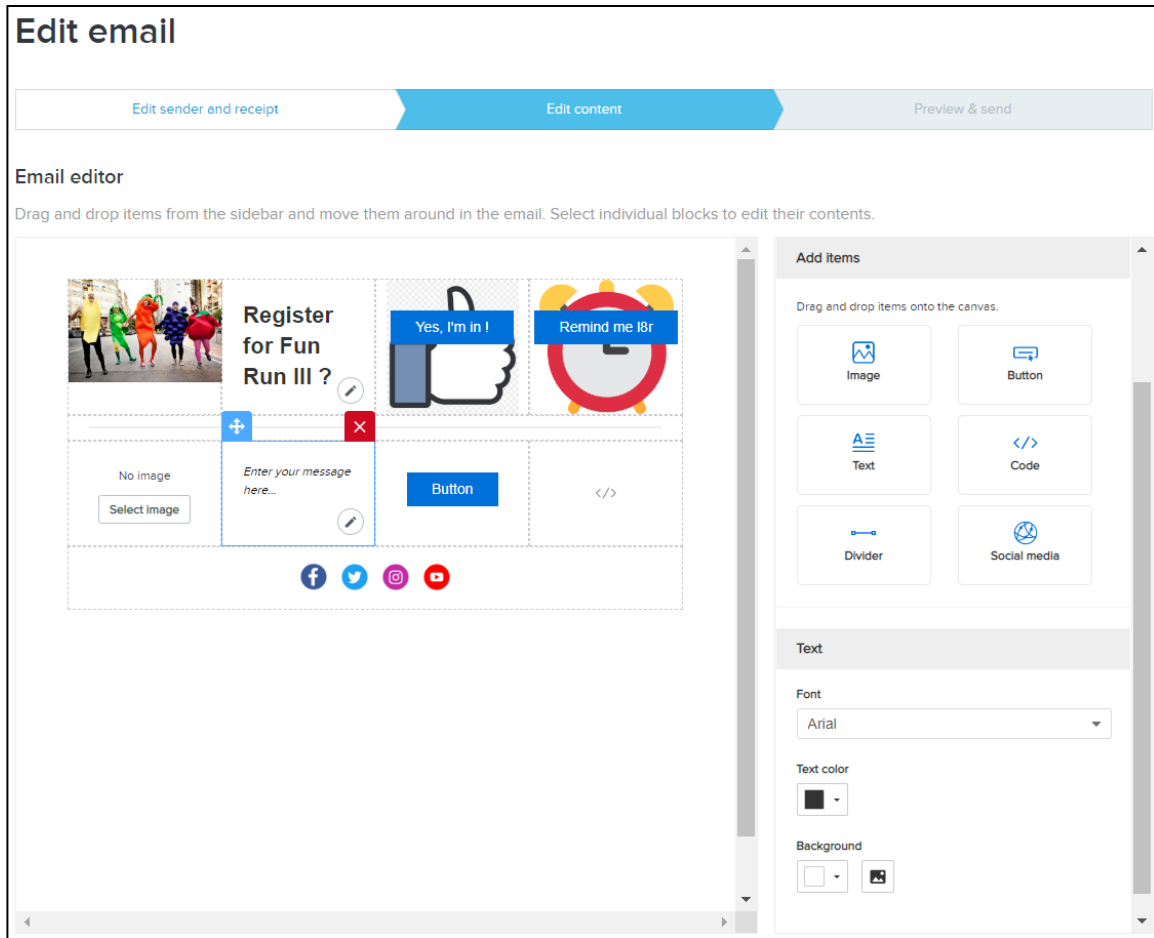 Edit email
Edit sender and receipt
Edit content
Preview & send
Email editor
Drag and drop items from the sidebar and move them around in the email. Select individual blocks to edit their contents.
Register
for Fun
Run III ?
Yes, I'm in !
Remind me l8r
No image
Select image
Enter your message
here...
Button
</>
Add items
Drag and drop items onto the canvas.
Image
Button
Text
</>
Code
Divider
Social media
Text
Font
Arial
Text color
Background